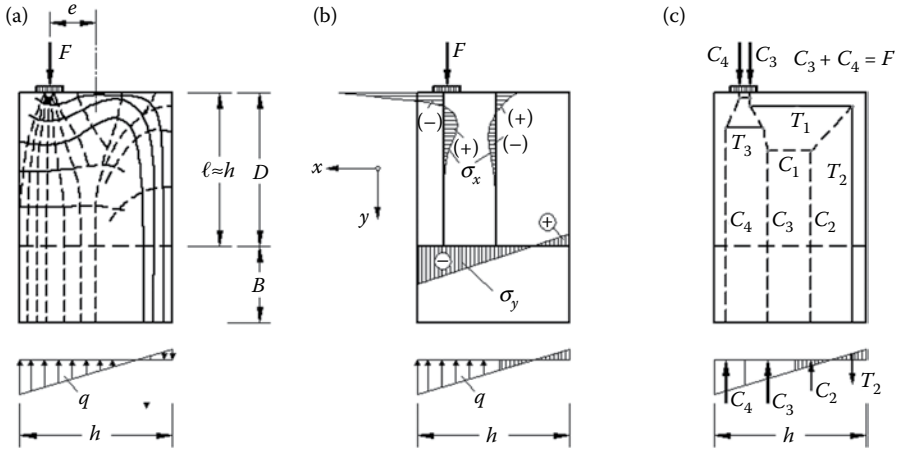 (a)
e
F
ℓ≈h
D
B
q
h
(b)
F
(−)
(+)
(+)
(−)
σx
x
y
+
−
σy
q
h
(c)
C4
C3
C3 + C4 = F
T1
T3
C1
T2
C4
C3
C2
C4
C3
C2
T2
h